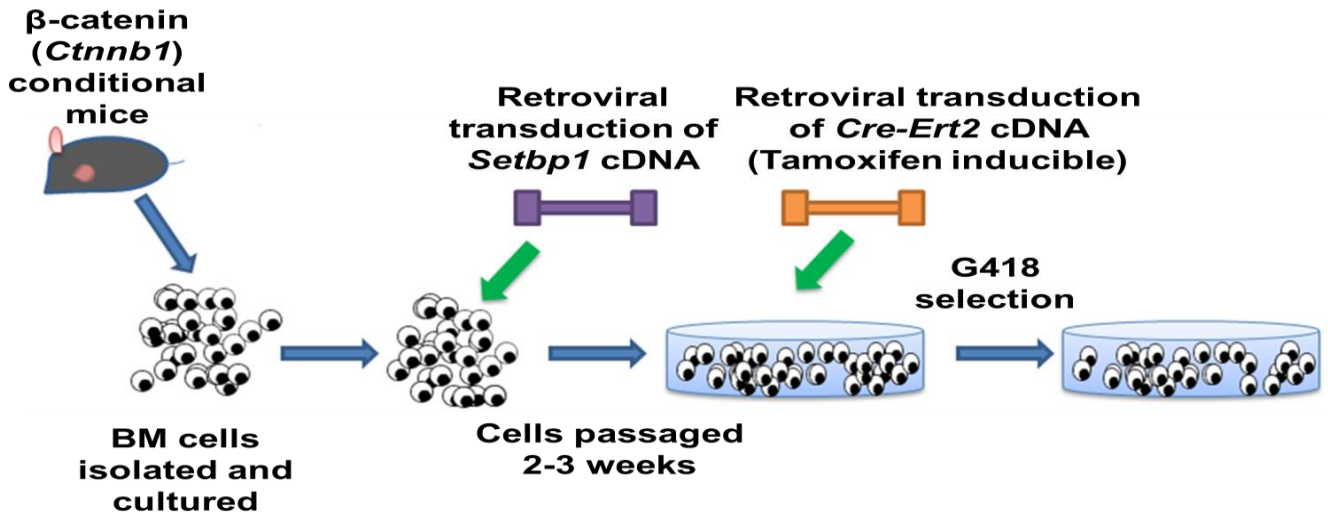 β-catenin
(Ctnnb1)
conditional
mice
Retroviral
transduction of
Setbp1 cDNA
Retroviral transduction
of Cre-Ert2 cDNA
(Tamoxifen inducible)
G418
selection
BM cells
isolated and
cultured
Cells passaged
2-3 weeks